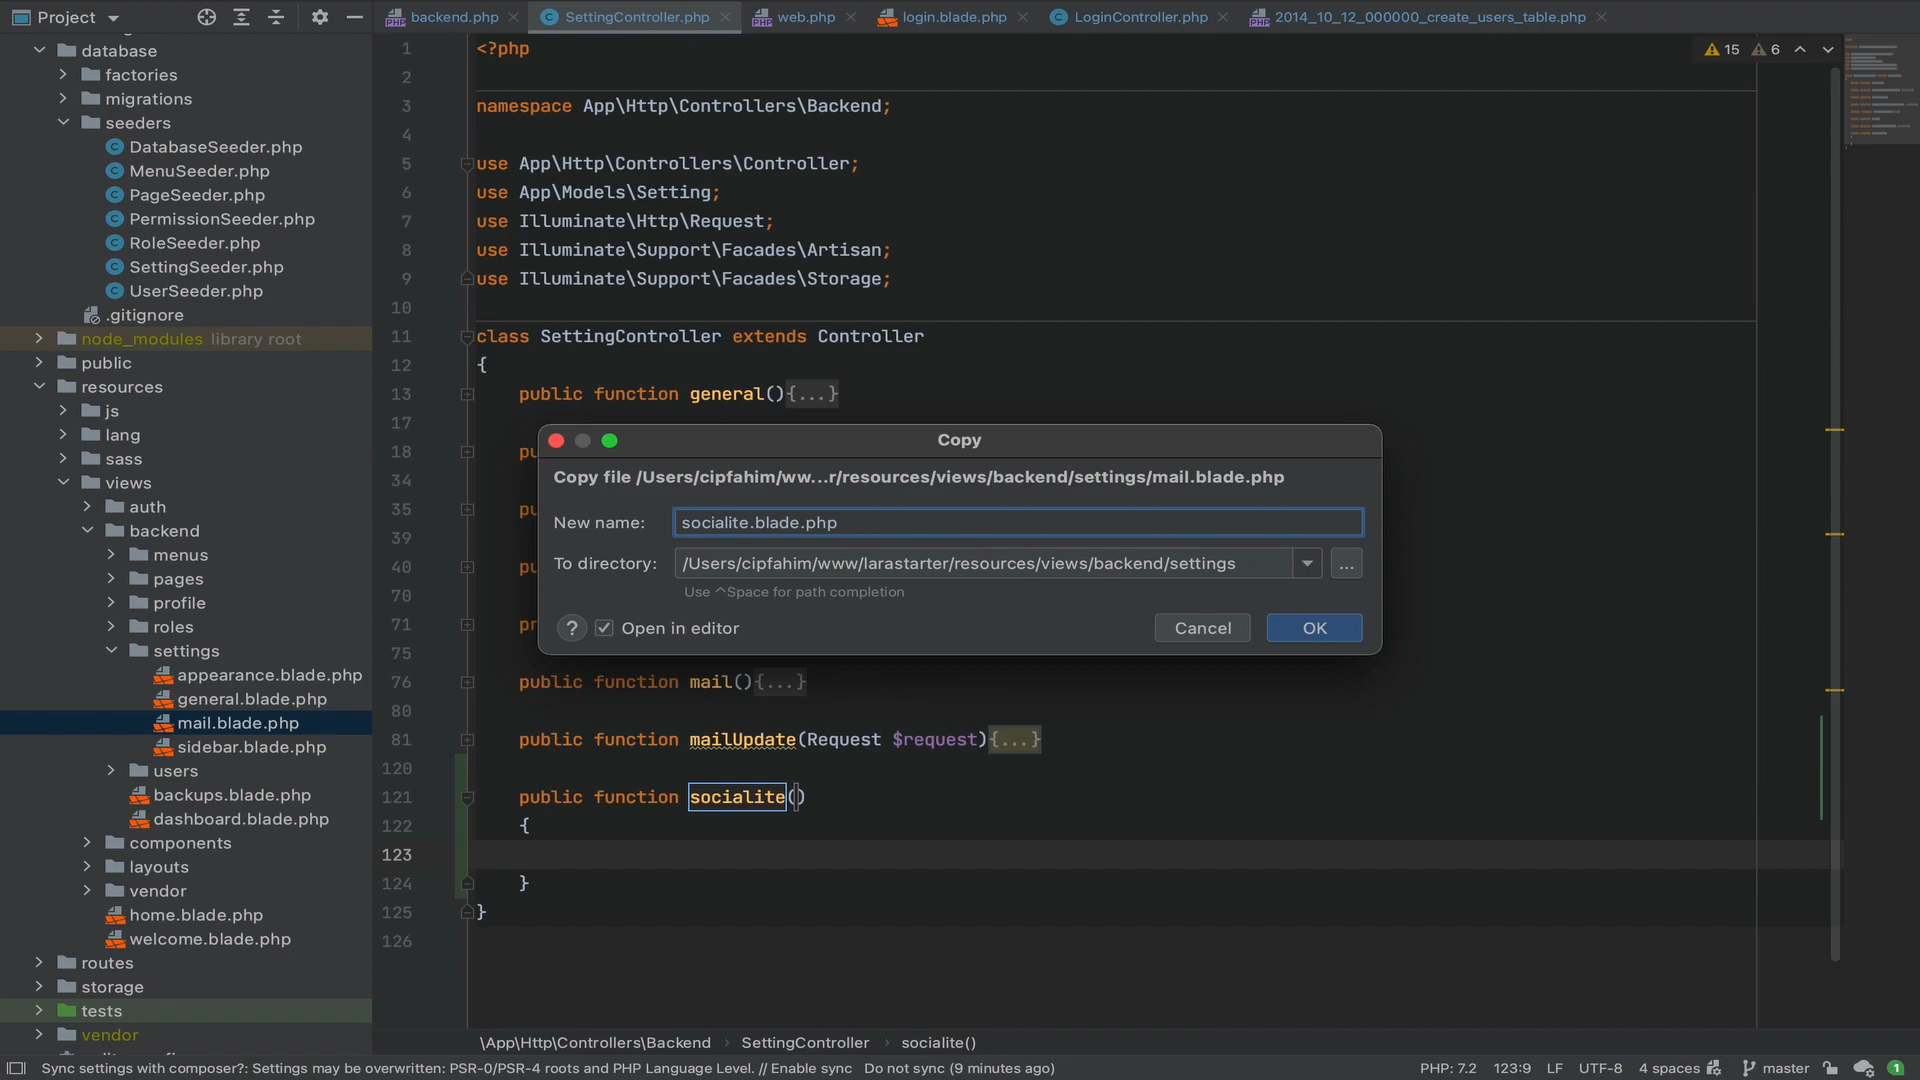 Project
backend.php
SettingController.php
web.php
login.blade.php
LoginController.php
2014_10_12_000000_create_users_table.php
database
factories
migrations
seeders
DatabaseSeeder.php
MenuSeeder.php
PageSeeder.php
PermissionSeeder.php
RoleSeeder.php
SettingSeeder.php
UserSeeder.php
.gitignore
node_modules library root
public
resources
js
lang
sass
views
auth
backend
menus
pages
profile
roles
settings
appearance.blade.php
general.blade.php
mail.blade.php
sidebar.blade.php
users
backups.blade.php
dashboard.blade.php
components
layouts
vendor
home.blade.php
welcome.blade.php
routes
storage
tests
vendor
15 6
1 <?php
2
3 namespace App\Http\Controllers\Backend;
4
5 use App\Http\Controllers\Controller;
6 use App\Models\Setting;
7 use Illuminate\Http\Request;
8 use Illuminate\Support\Facades\Artisan;
9 use Illuminate\Support\Facades\Storage;
10
11 class SettingController extends Controller
12 {
13 public function general(){...}
17
18 pu
34
35 pu
39
40 pu
70
71 pr
75
76 public function mail(){...}
80
81 public function mailUpdate(Request $request){...}
120
121 public function socialite()
122 {
123
124 }
125 }
126
Copy
Copy file /Users/cipfahim/ww...r/resources/views/backend/settings/mail.blade.php
New name: socialite.blade.php
To directory: /Users/cipfahim/www/larastarter/resources/views/backend/settings ...
Use ^Space for path completion
? Open in editor Cancel OK
\App\Http\Controllers\Backend › SettingController › socialite()
Sync settings with composer?: Settings may be overwritten: PSR-0/PSR-4 roots and PHP Language Level. // Enable sync Do not sync (9 minutes ago) PHP: 7.2 123:9 LF UTF-8 4 spaces master 1